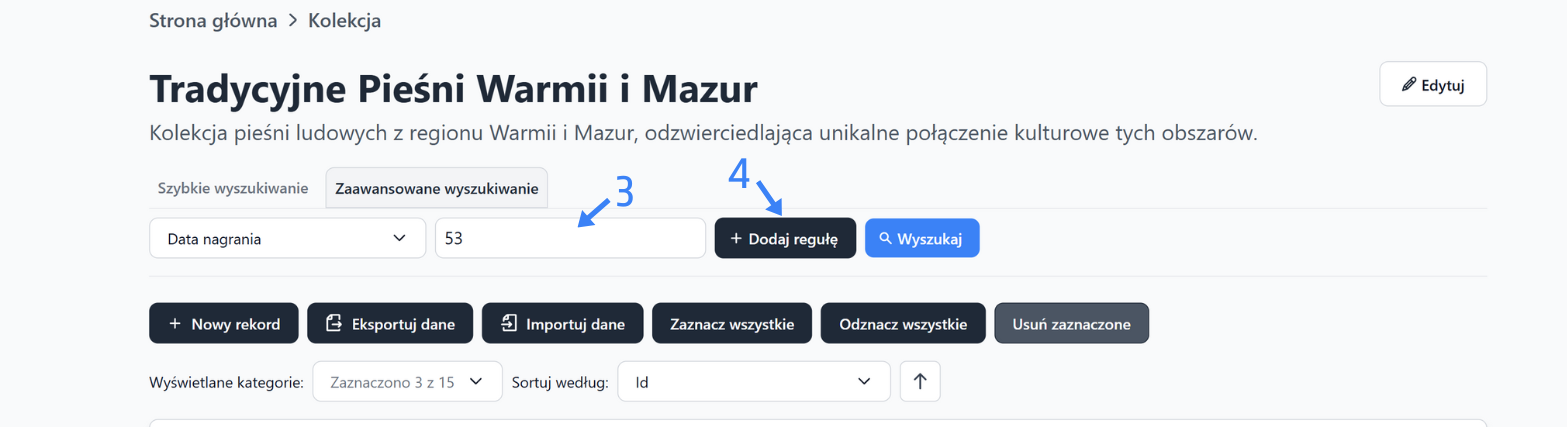 Strona główna > Kolekcja
Tradycyjne Pieśni Warmii i Mazur
Edytuj
Kolekcja pieśni ludowych z regionu Warmii i Mazur, odzwierciedlająca unikalne połączenie kulturowe tych obszarów.
Szybkie wyszukiwanie Zaawansowane wyszukiwanie 3 4
Data nagrania 53 + Dodaj regułę Wyszukaj
+ Nowy rekord Eksportuj dane Importuj dane Zaznacz wszystkie Odznacz wszystkie Usuń zaznaczone
Wyświetlane kategorie: Zaznaczono 3 z 15 Sortuj według: Id